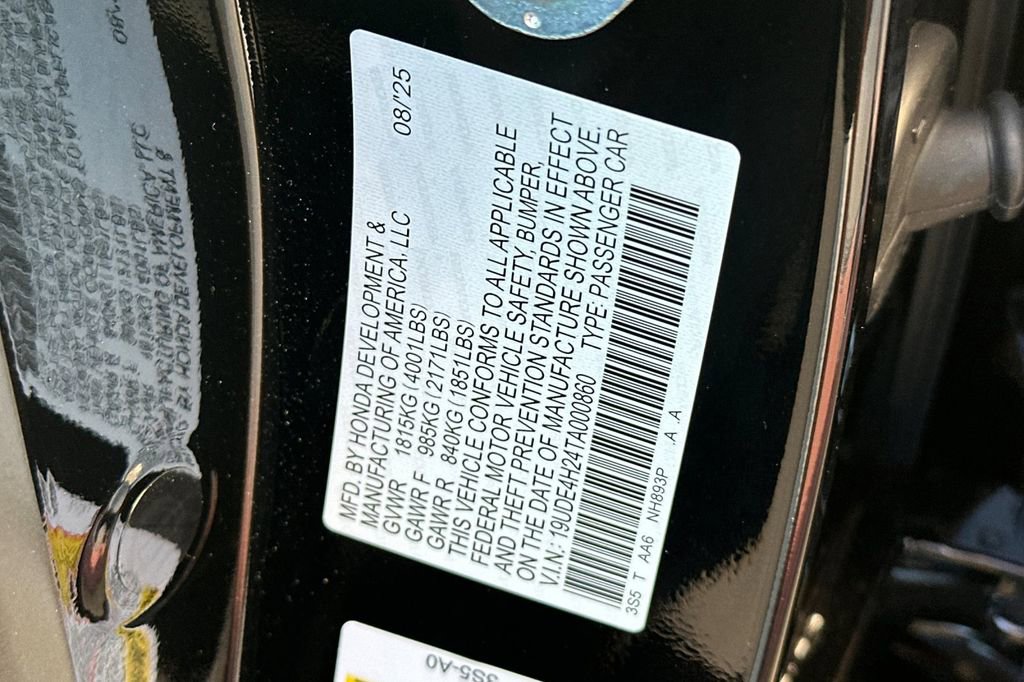 MFD. BY HONDA DEVELOPMENT & 08/'25
MANUFACTURING OF AMERICA, LLC
GVWR 1815KG (4001LBS)
GAWR F 985KG (2171LBS)
GAWR R 840KG (1851LBS)
THIS VEHICLE CONFORMS TO ALL APPLICABLE
FEDERAL MOTOR VEHICLE SAFETY, BUMPER,
AND THEFT PREVENTION STANDARDS IN EFFECT
ON THE DATE OF MANUFACTURE SHOWN ABOVE.
V.I.N: 19UDE4H24TA000860 TYPE: PASSENGER CAR
3S5 T AA6 NH893P .A .A
3S5-A0